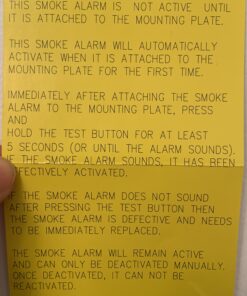 THIS SMOKE ALARM IS NOT ACTIVE UNTIL
IT IS ATTACHED TO THE MOUNTING PLATE.
THIS SMOKE ALARM WILL AUTOMATICALLY
ACTIVATE WHEN IT IS ATTACHED TO THE
MOUNTING PLATE FOR THE FIRST TIME.
IMMEDIATELY AFTER ATTACHING THE SMOKE
ALARM TO THE MOUNTING PLATE, PRESS
AND
HOLD THE TEST BUTTON FOR AT LEAST
5 SECONDS (OR UNTIL THE ALARM SOUNDS).
IF THE SMOKE ALARM SOUNDS, IT HAS BEEN
EFFECTIVELY ACTIVATED.
IF THE SMOKE ALARM DOES NOT SOUND
AFTER PRESSING THE TEST BUTTON THEN
THE SMOKE ALARM IS DEFECTIVE AND NEEDS
TO BE IMMEDIATELY REPLACED.
THE SMOKE ALARM WILL REMAIN ACTIVE
AND CAN ONLY BE DEACTIVATED MANUALLY.
ONCE DEACTIVATED, IT CAN NOT BE
REACTIVATED.